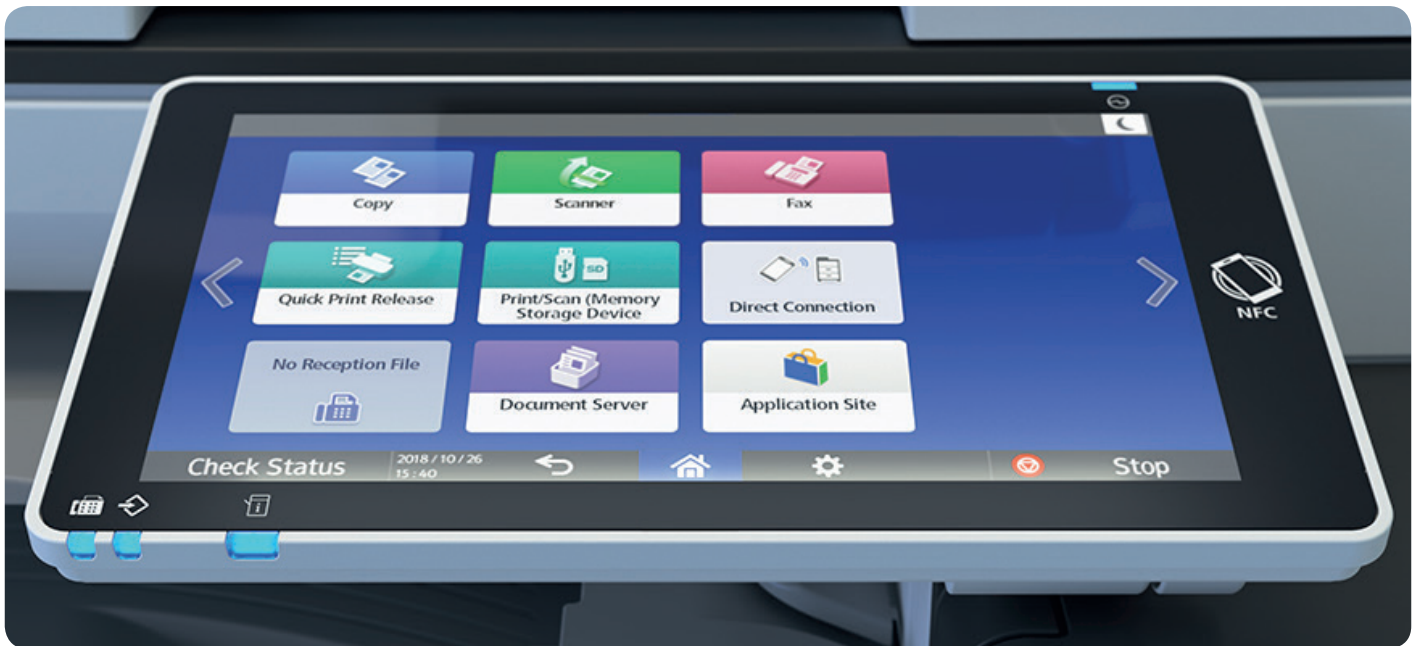 Copy
Scanner
Fax
Quick Print Release
SD
Print/Scan (Memory
Storage Device
Direct Connection
NFC
No Reception File
Document Server
Application Site
Check Status
2018/10/26
15:40
Stop
i